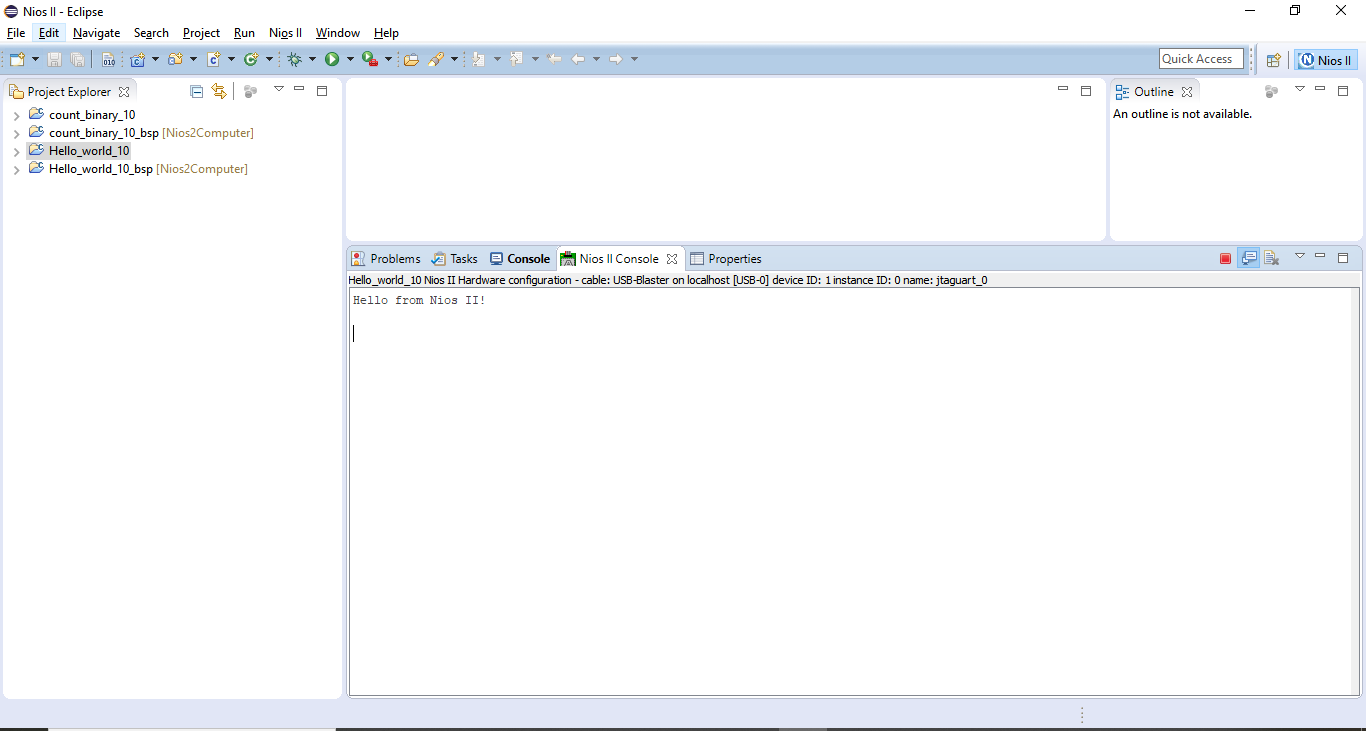 Nios II - Eclipse
File Edit Navigate Search Project Run Nios II Window Help
010 Quick Access Nios II
Project Explorer
count_binary_10
count_binary_10_bsp [Nios2Computer]
Hello_world_10
Hello_world_10_bsp [Nios2Computer]
Outline
An outline is not available.
Problems Tasks Console Nios II Console Properties
Hello_world_10 Nios II Hardware configuration - cable: USB-Blaster on localhost [USB-0] device ID: 1 instance ID: 0 name: jtaguart_0
Hello from Nios II!